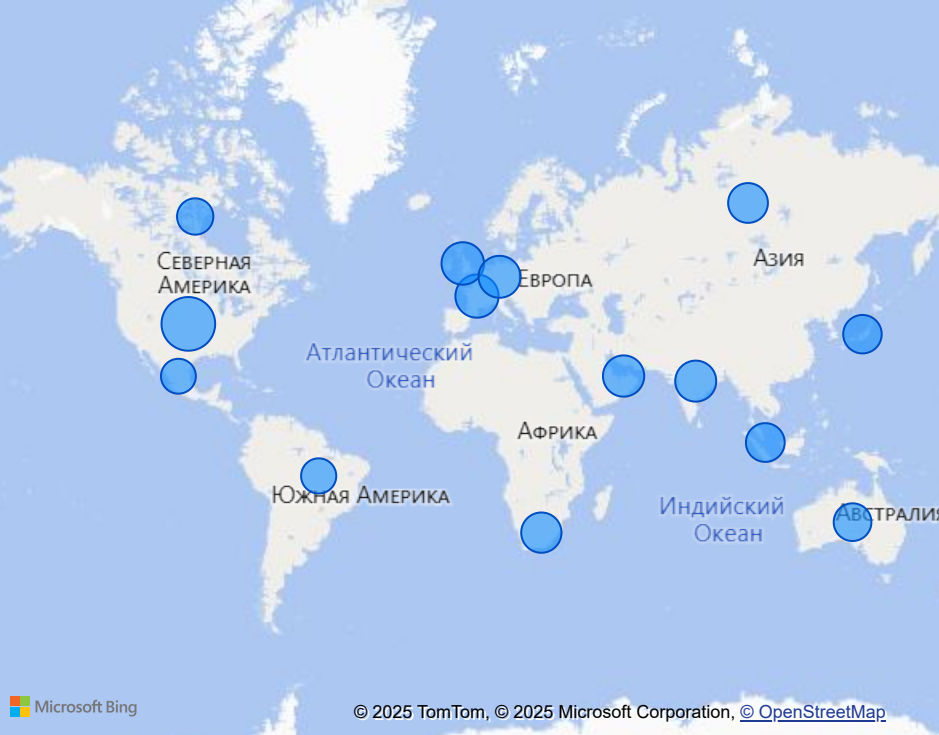 Северная
Америка
Азия
Европа
Атлантический
Океан
Африка
Южная Америка
Индийский
Океан
Австралия
Microsoft Bing
© 2025 TomTom, © 2025 Microsoft Corporation, © OpenStreetMap